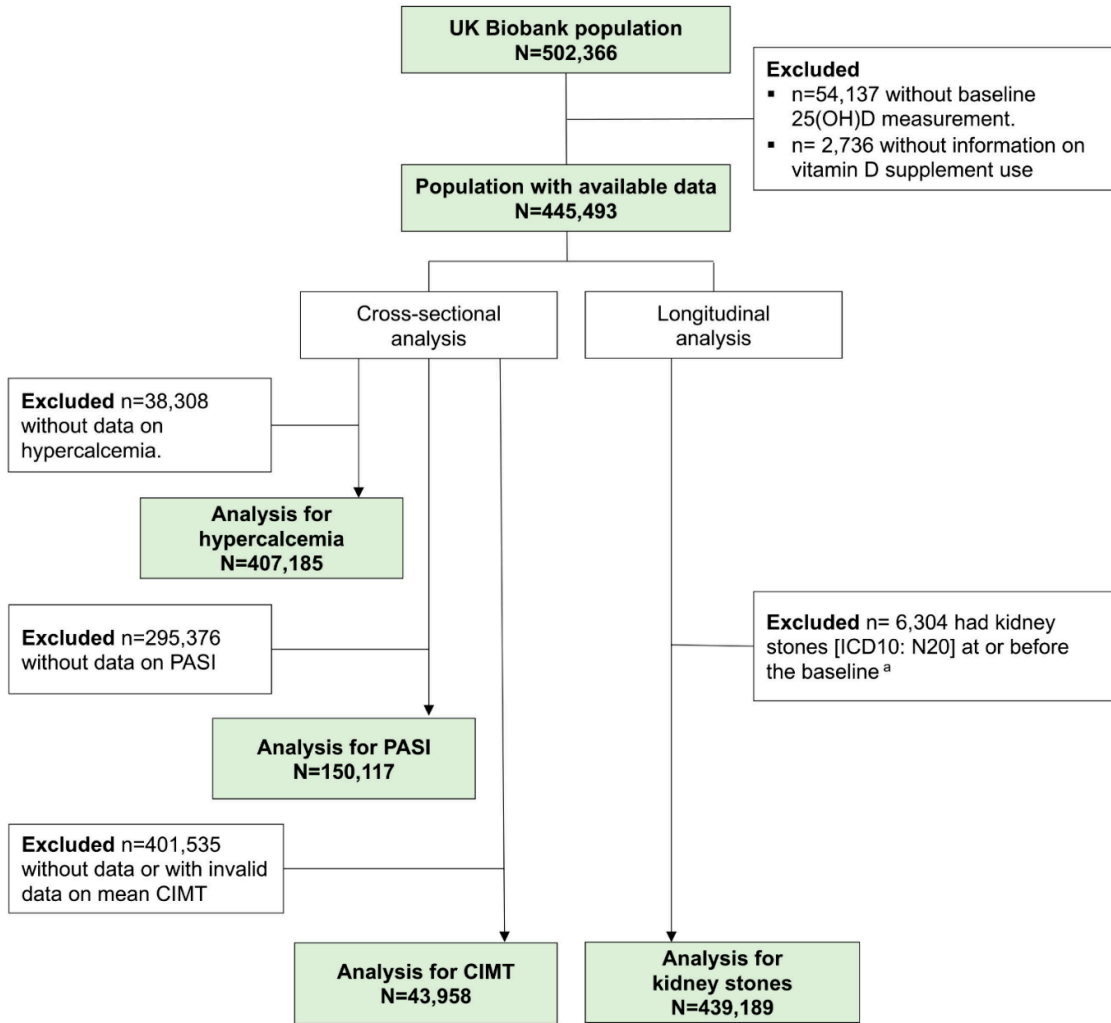 UK Biobank population
N=502,366
Excluded
▪ n=54,137 without baseline
25(OH)D measurement.
▪ n= 2,736 without information on
vitamin D supplement use
Population with available data
N=445,493
Cross-sectional
analysis
Longitudinal
analysis
Excluded n=38,308
without data on
hypercalcemia.
Analysis for
hypercalcemia
N=407,185
Excluded n=295,376
without data on PASI
Excluded n= 6,304 had kidney
stones [ICD10: N20] at or before
the baseline a
Analysis for PASI
N=150,117
Excluded n=401,535
without data or with invalid
data on mean CIMT
Analysis for CIMT
N=43,958
Analysis for
kidney stones
N=439,189